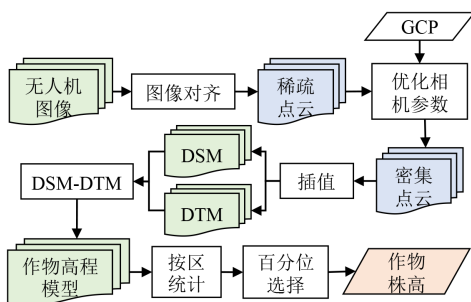 GCP
无人机
图像
图像对齐
稀疏
点云
优化相
机参数
DSM
DSM-DTM
插值
密集
点云
DTM
作物高程
模型
按区
统计
百分位
选择
作物
株高